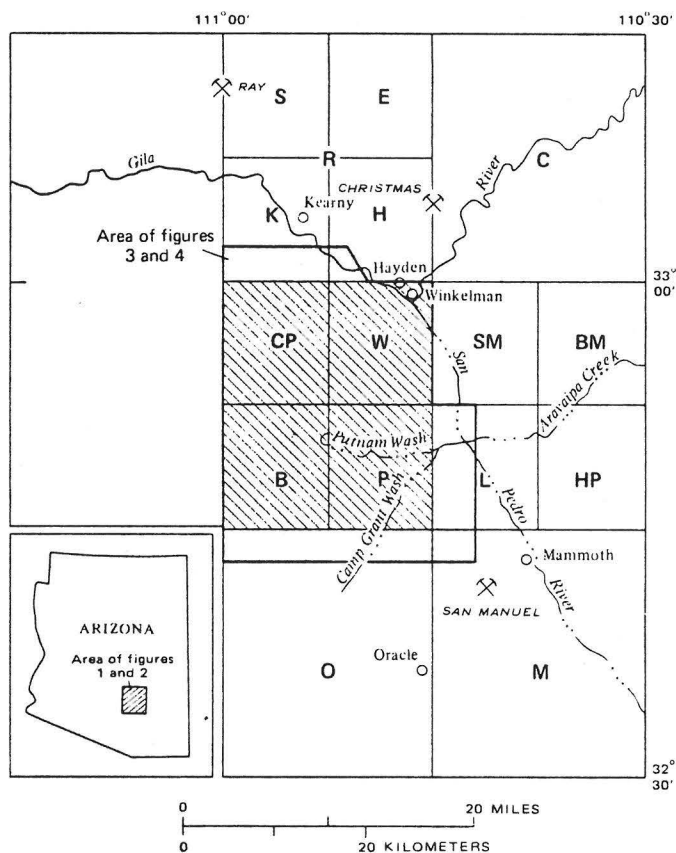 111°00'
110°30'
RAY
S
E
R
C
Gila
River
CHRISTMAS
K
Kearny
H
Area of figures
3 and 4
Hayden
33°
00'
Winkelman
CP
W
San
SM
BM
Aravaipa Creek
Putnam Wash
B
P
L
HP
Camp Grant Wash
Pedro
River
Mammoth
SAN MANUEL
ARIZONA
Area of figures
1 and 2
Oracle
O
M
32°
30'
0
20 MILES
0
20 KILOMETERS